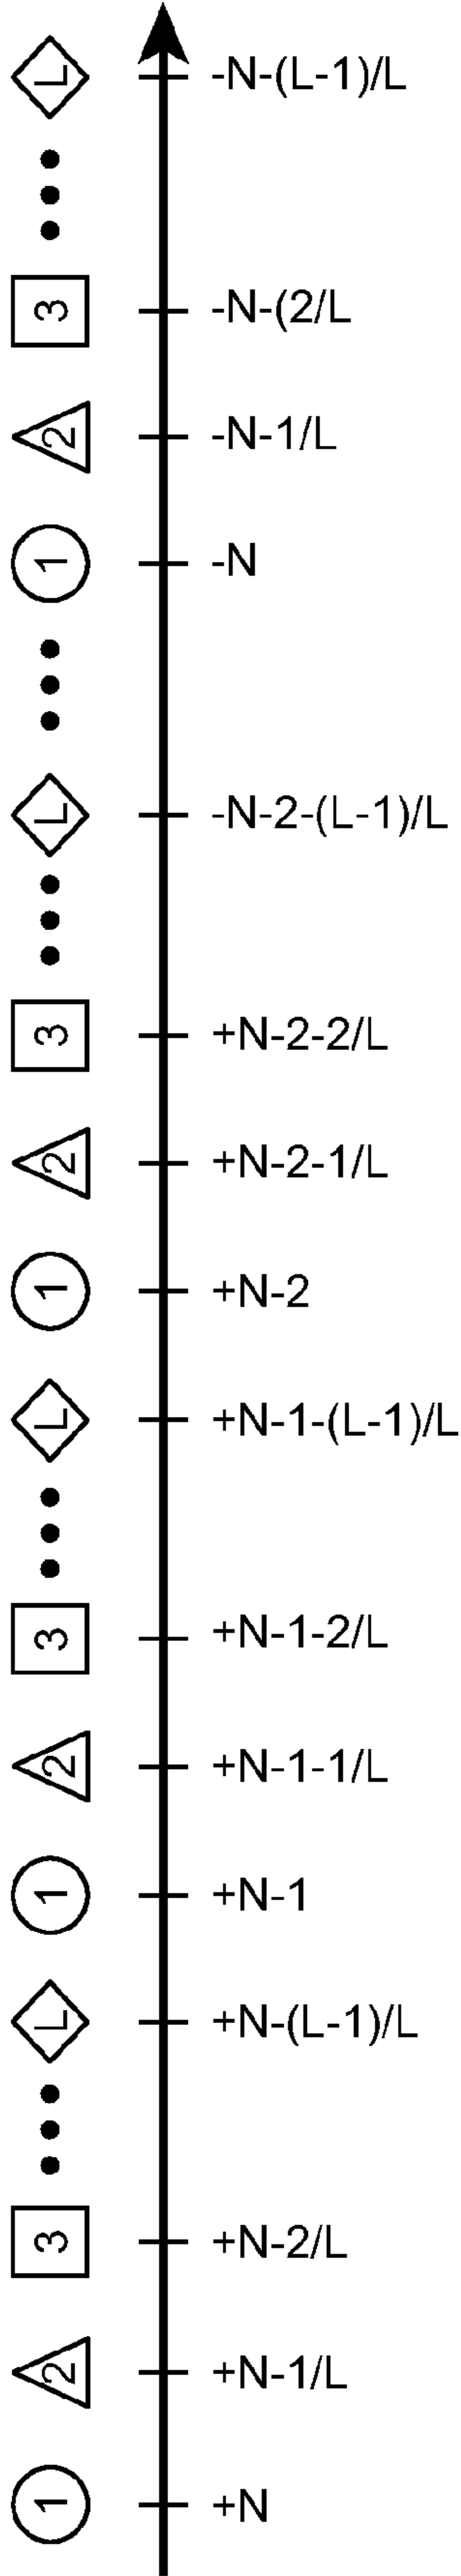 L -N-(L-1)/L
3 -N-(2/L
2 -N-1/L
1 -N
L -N-2-(L-1)/L
3 +N-2-2/L
2 +N-2-1/L
1 +N-2
L +N-1-(L-1)/L
3 +N-1-2/L
2 +N-1-1/L
1 +N-1
L +N-(L-1)/L
3 +N-2/L
2 +N-1/L
1 +N